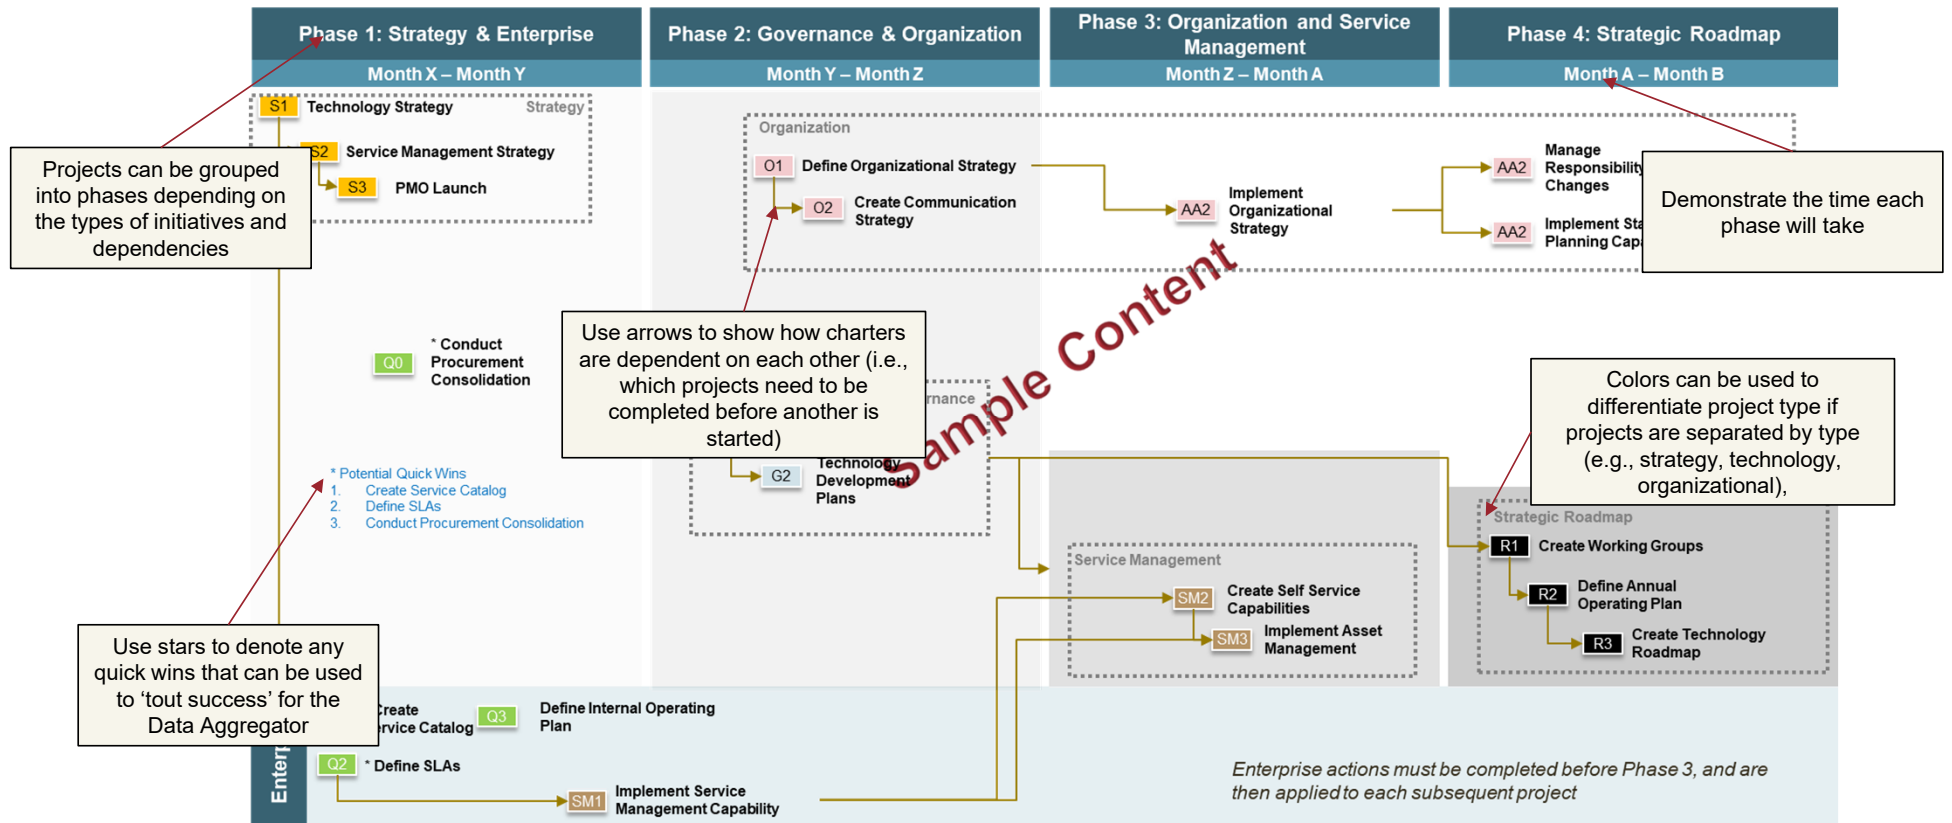 Phase 1: Strategy & Enterprise
Month X – Month Y
Phase 2: Governance & Organization
Month Y – Month Z
Phase 3: Organization and Service
Management
Month Z – Month A
Phase 4: Strategic Roadmap
Month A – Month B
S1 Technology Strategy
Strategy
S2 Service Management Strategy
S3 PMO Launch
Projects can be grouped
into phases depending on
the types of initiatives and
dependencies
Organization
O1 Define Organizational Strategy
O2 Create Communication
Strategy
AA2 Implement
Organizational
Strategy
AA2 Manage
Responsibility
Changes
AA2 Implement
Planning
Demonstrate the time each
phase will take
Q0 * Conduct
Procurement
Consolidation
Use arrows to show how charters
are dependent on each other (i.e.,
which projects need to be
completed before another is
started)
Sample Content
G2 Technology
Development
Plans
Colors can be used to
differentiate project type if
projects are separated by type
(e.g., strategy, technology,
organizational),
* Potential Quick Wins
1. Create Service Catalog
2. Define SLAs
3. Conduct Procurement Consolidation
Strategic Roadmap
R1 Create Working Groups
R2 Define Annual
Operating Plan
R3 Create Technology
Roadmap
Service Management
SM2 Create Self Service
Capabilities
SM3 Implement Asset
Management
Use stars to denote any
quick wins that can be used
to ‘tout success’ for the
Data Aggregator
Create
Catalog
Q3 Define Internal Operating
Plan
Q2 * Define SLAs
SM1 Implement Service
Management Capability
Enterprise actions must be completed before Phase 3, and are
then applied to each subsequent project